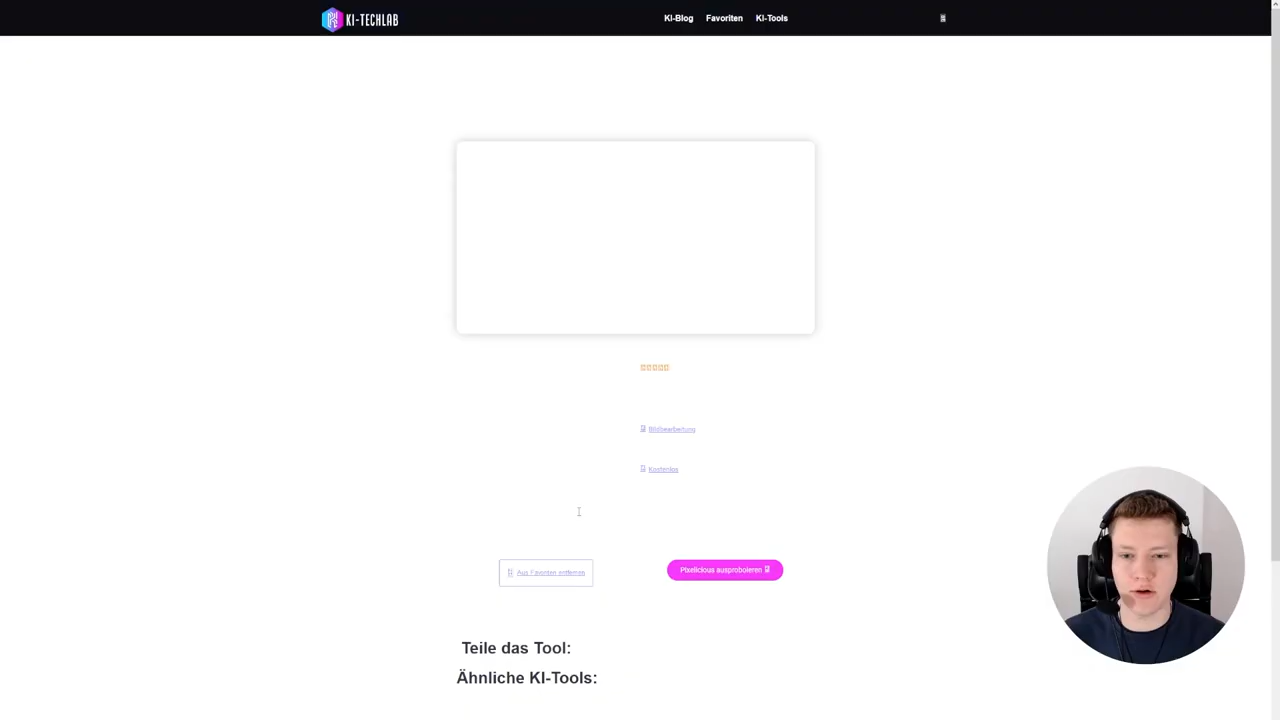 KI-TECHLAB
KI-Blog Favoriten KI-Tools
Bildbearbeitung
Kostenlos
Aus Favoriten entfernen
Pixelicious ausprobieren
Teile das Tool:
Ähnliche KI-Tools: